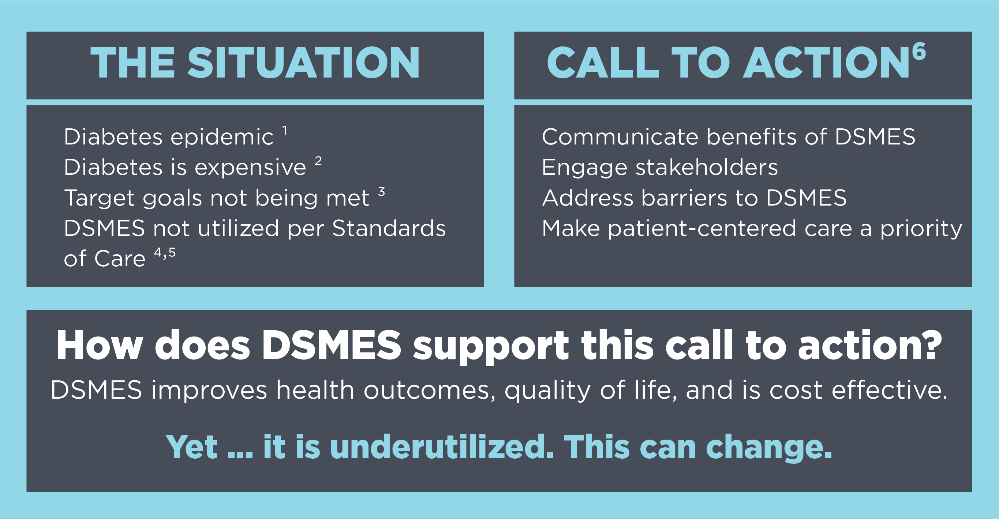 THE SITUATION
Diabetes epidemic 1
Diabetes is expensive 2
Target goals not being met 3
DSMES not utilized per Standards
of Care 4,5
CALL TO ACTION6
Communicate benefits of DSMES
Engage stakeholders
Address barriers to DSMES
Make patient-centered care a priority
How does DSMES support this call to action?
DSMES improves health outcomes, quality of life, and is cost effective.
Yet ... it is underutilized. This can change.